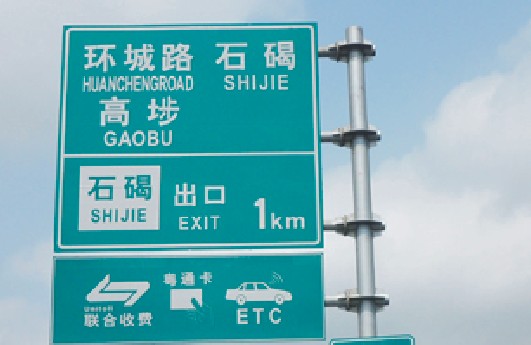 环城路 石碣
HUANCHENGROAD SHIJIE
高埗
GAOBU
石碣 出口 1km
SHIJIE EXIT
粤通卡
Unitoll
联合收费 ETC